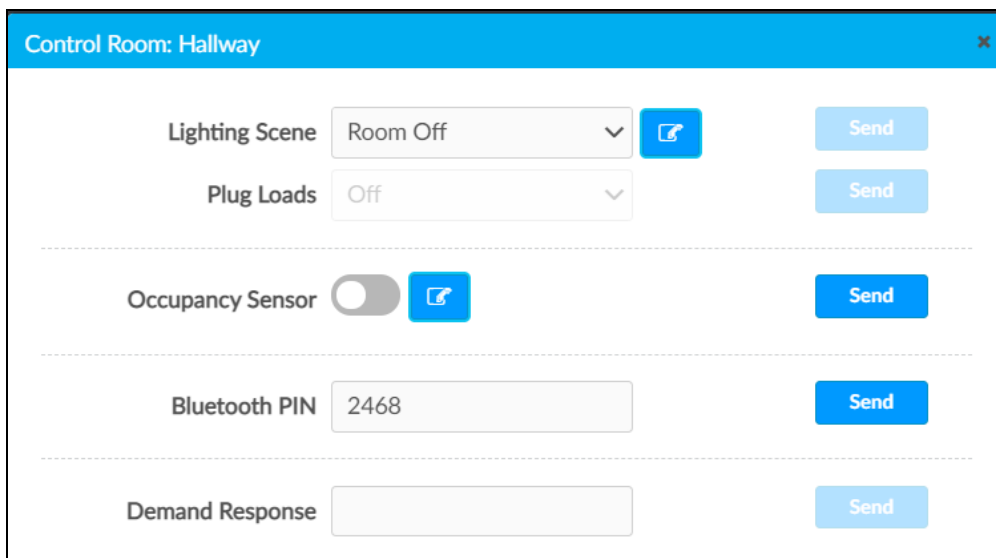 Control Room: Hallway
Lighting Scene Room Off Send
Plug Loads Off Send
Occupancy Sensor Send
Bluetooth PIN 2468 Send
Demand Response Send